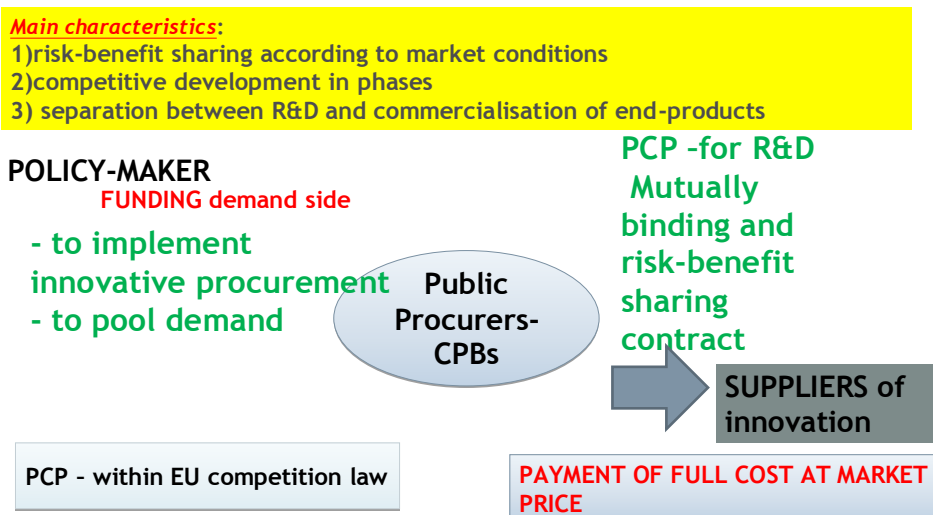 Main characteristics:
1)risk-benefit sharing according to market conditions
2)competitive development in phases
3) separation between R&D and commercialisation of end-products
POLICY-MAKER
FUNDING demand side
- to implement
innovative procurement
- to pool demand
Public
Procurers-
CPBs
PCP –for R&D
Mutually
binding and
risk-benefit
sharing
contract
SUPPLIERS of
innovation
PCP – within EU competition law
PAYMENT OF FULL COST AT MARKET
PRICE